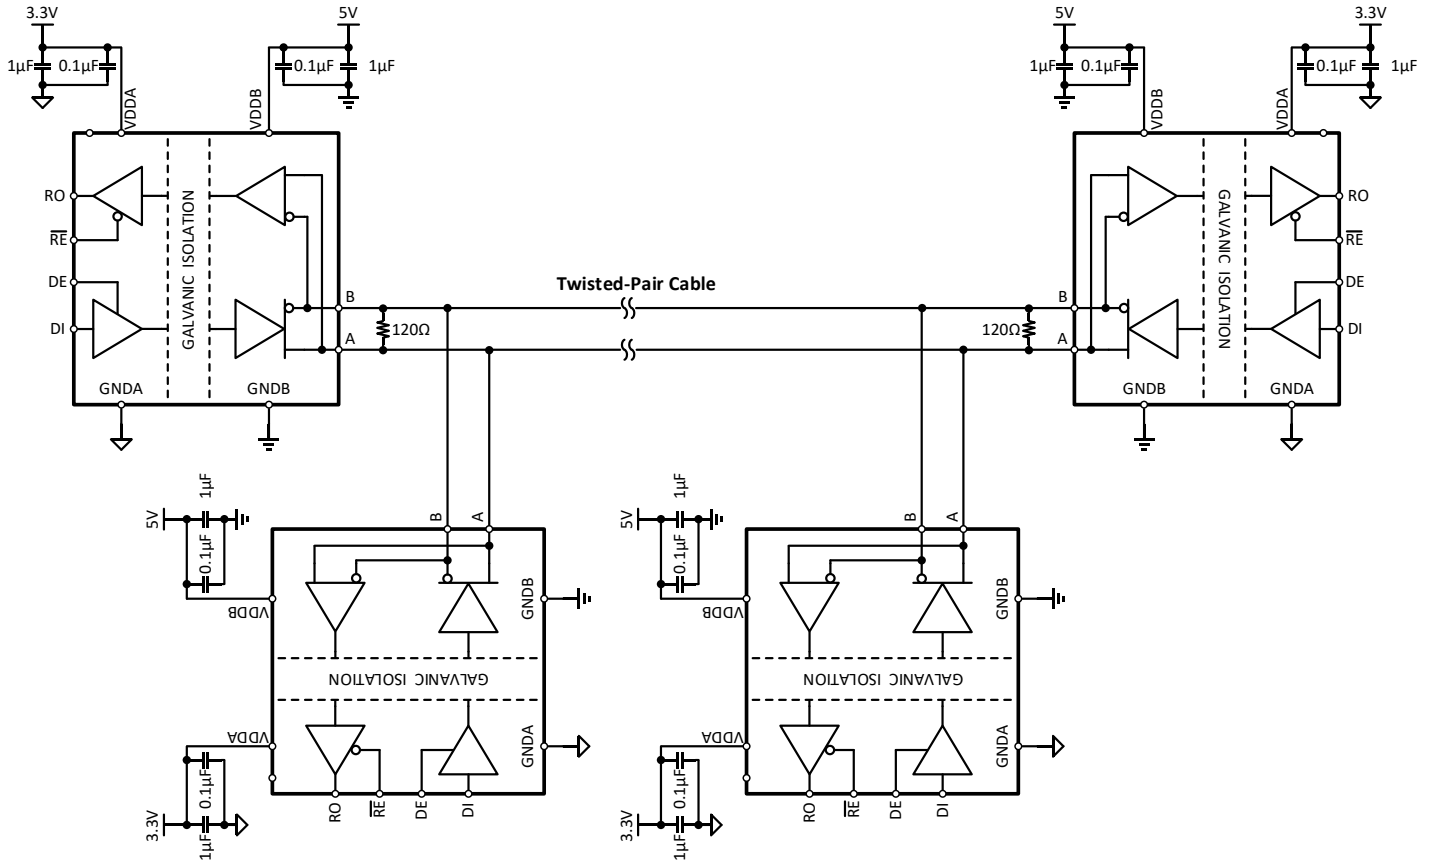 3.3V
5V
5V
3.3V
1µF
0.1µF
0.1µF
1µF
1µF
0.1µF
0.1µF
1µF
VDDA
VDDB
VDDB
VDDA
RO
RE
DE
DI
GALVANIC ISOLATION
GNDA
GNDB
B
A
120Ω
Twisted-Pair Cable
120Ω
B
A
GALVANIC ISOLATION
GNDB
GNDA
RO
RE
DE
DI
5V
1µF
0.1µF
VDDB
B
A
GNDB
GALVANIC ISOLATION
VDDA
GNDA
3.3V
0.1µF
1µF
RO
RE
DE
DI
5V
1µF
0.1µF
VDDB
B
A
GNDB
GALVANIC ISOLATION
VDDA
GNDA
3.3V
0.1µF
1µF
RO
RE
DE
DI